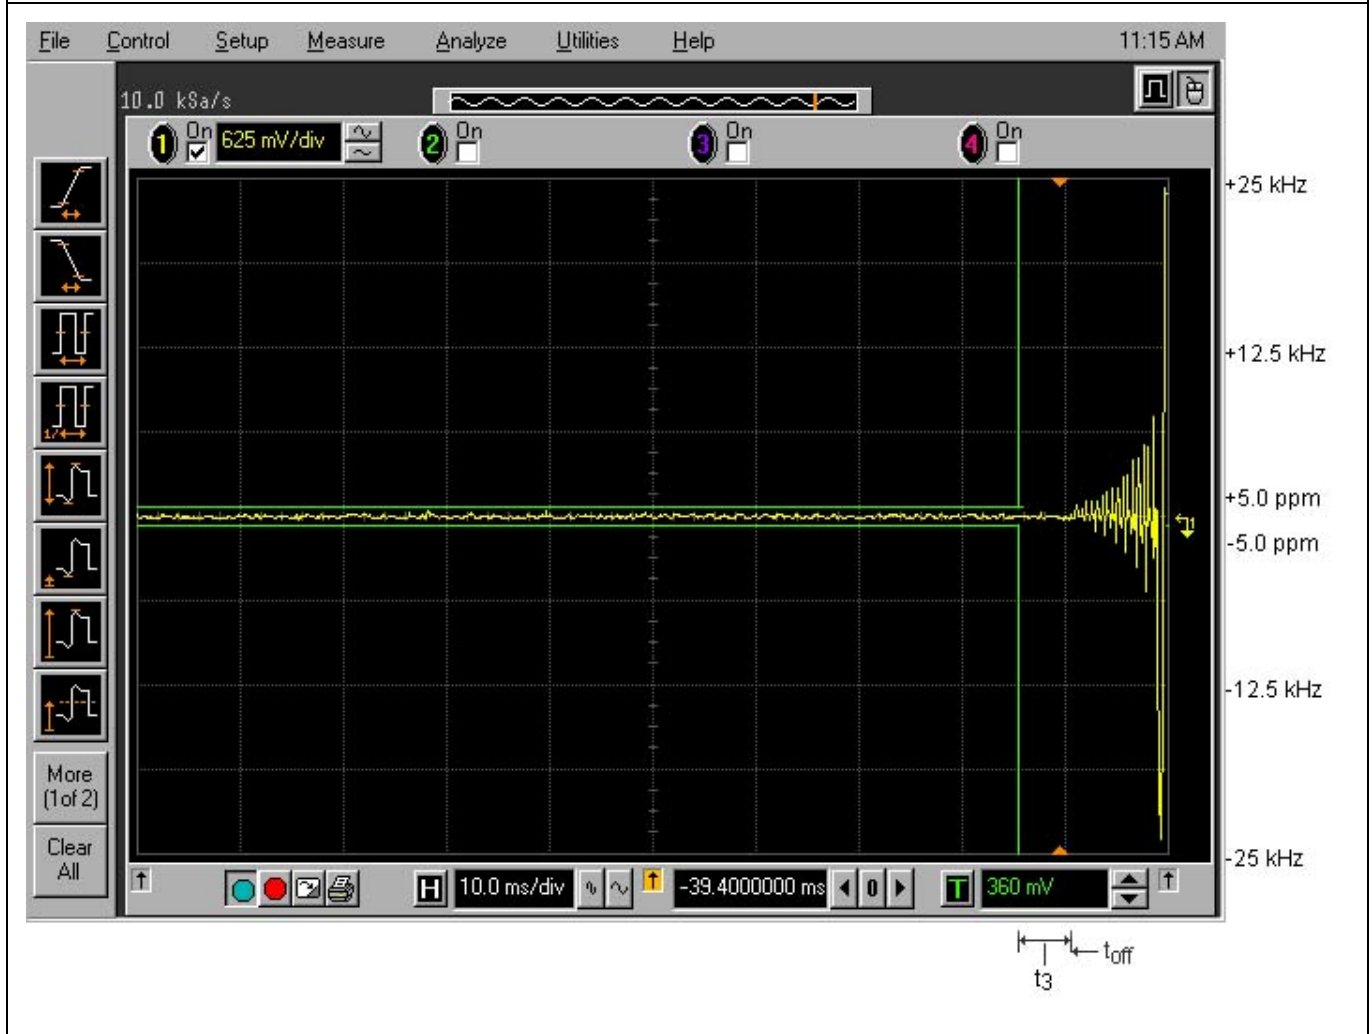 File Control Setup Measure Analyze Utilities Help 11:15 AM
10.0 kSa/s
1 On 625 mV/div 2 On 3 On 4 On
+25 kHz
+12.5 kHz
+5.0 ppm
-5.0 ppm
-12.5 kHz
-25 kHz
1/
More
(1of 2)
Clear
All
H 10.0 ms/div -39.4000000 ms 0 T 360 mV
toff
t3